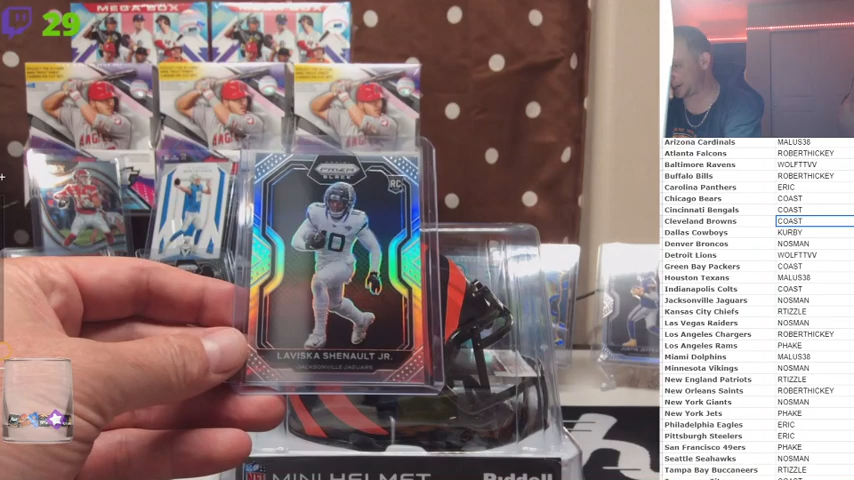 29
MEGA BOX
MEGA BOX
PRIZM
BLACK
RC
10
LAVISKA SHENAULT JR.
JACKSONVILLE JAGUARS
NFL
MINI HELMET
Riddell
Arizona Cardinals MALUS38
Atlanta Falcons ROBERTHICKEY
Baltimore Ravens WOLFTTVV
Buffalo Bills ROBERTHICKEY
Carolina Panthers ERIC
Chicago Bears COAST
Cincinnati Bengals COAST
Cleveland Browns COAST
Dallas Cowboys KURBY
Denver Broncos NOSMAN
Detroit Lions WOLFTTVV
Green Bay Packers COAST
Houston Texans MALUS38
Indianapolis Colts COAST
Jacksonville Jaguars NOSMAN
Kansas City Chiefs RTIZZLE
Las Vegas Raiders NOSMAN
Los Angeles Chargers ROBERTHICKEY
Los Angeles Rams PHAKE
Miami Dolphins MALUS38
Minnesota Vikings NOSMAN
New England Patriots RTIZZLE
New Orleans Saints ROBERTHICKEY
New York Giants NOSMAN
New York Jets PHAKE
Philadelphia Eagles ERIC
Pittsburgh Steelers ERIC
San Francisco 49ers PHAKE
Seattle Seahawks NOSMAN
Tampa Bay Buccaneers RTIZZLE